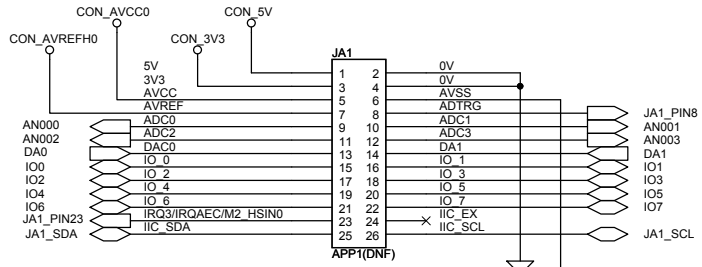 CON_AVCC0 CON_5V
CON_AVREFH0 CON_3V3
JA1
5V 1 2 0V
3V3 3 4 0V
AVCC 5 6 AVSS
AVREF 7 8 ADTRG JA1_PIN8
AN000 ADC0 9 10 ADC1 AN001
AN002 ADC2 11 12 ADC3 AN003
DA0 DAC0 13 14 DA1 DA1
IO0 IO_0 15 16 IO_1 IO1
IO2 IO_2 17 18 IO_3 IO3
IO4 IO_4 19 20 IO_5 IO5
IO6 IO_6 21 22 IO_7 IO7
JA1_PIN23 IRQ3/IRQAEC/M2_HSIN0 23 24 IIC_EX
JA1_SDA IIC_SDA 25 26 IIC_SCL JA1_SCL
APP1(DNF)